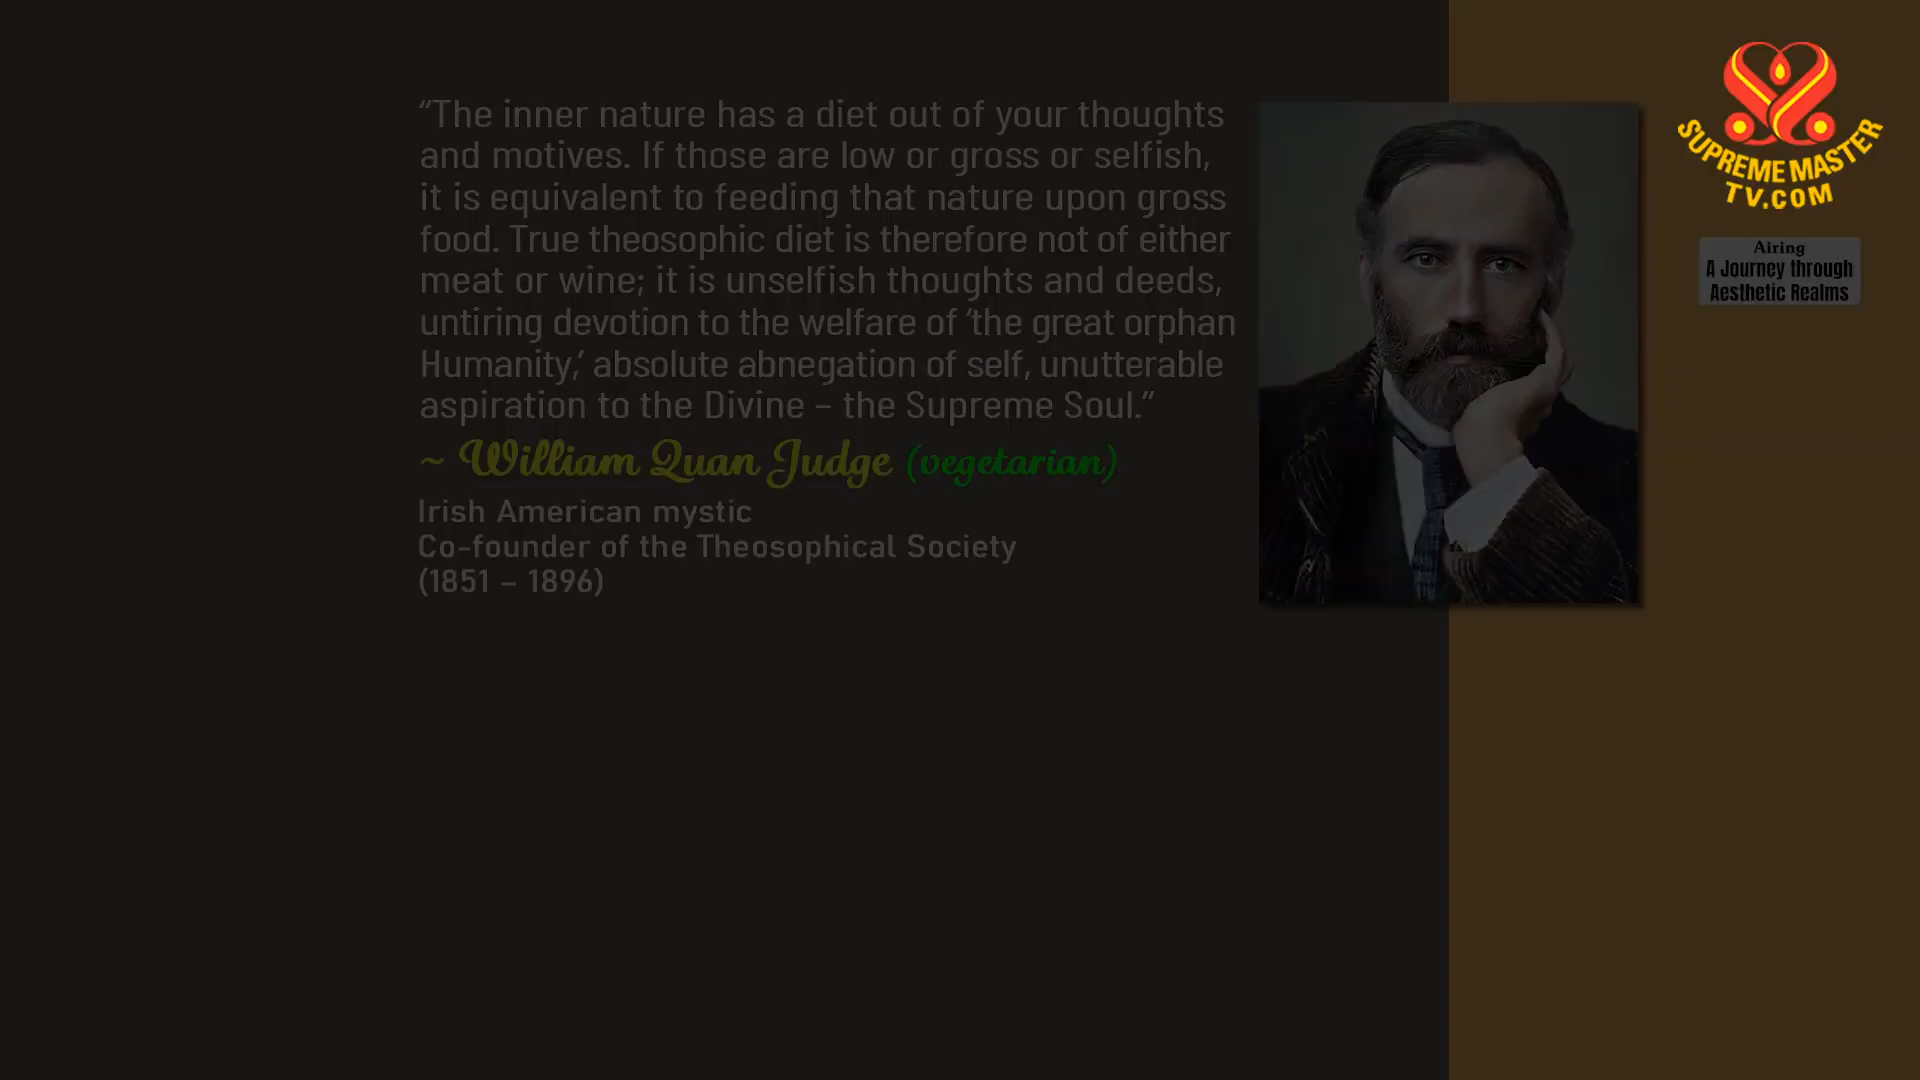 “The inner nature has a diet out of your thoughts
and motives. If those are low or gross or selfish,
it is equivalent to feeding that nature upon gross
food. True theosophic diet is therefore not of either
meat or wine; it is unselfish thoughts and deeds,
untiring devotion to the welfare of ‘the great orphan
Humanity,’ absolute abnegation of self, unutterable
aspiration to the Divine – the Supreme Soul.”
~ William Quan Judge (vegetarian)
Irish American mystic
Co-founder of the Theosophical Society
(1851 – 1896)
SUPREME MASTER
TV.COM
Airing
A Journey through
Aesthetic Realms